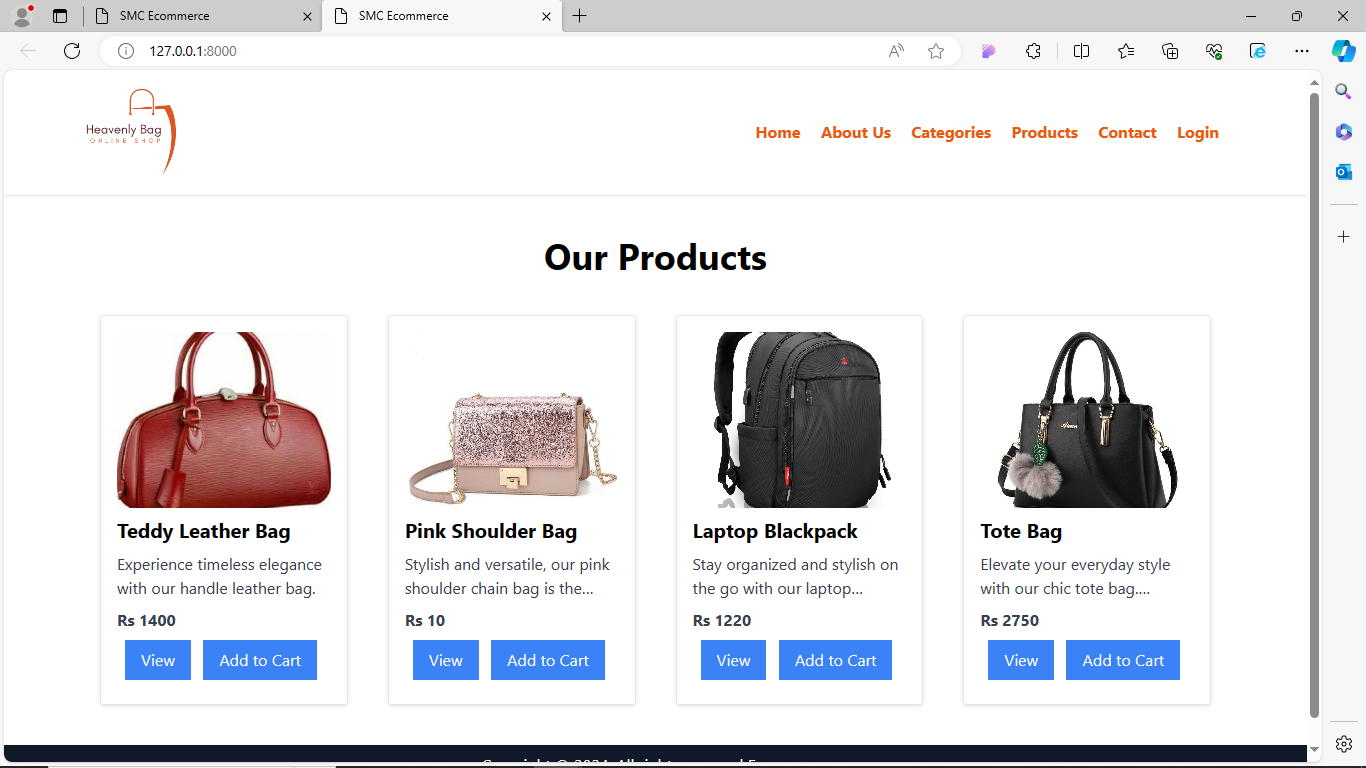 SMC Ecommerce
SMC Ecommerce
127.0.0.1:8000
Heavenly Bag
ONLINE SHOP
Home About Us Categories Products Contact Login
Our Products
Teddy Leather Bag
Experience timeless elegance
with our handle leather bag.
Rs 1400
View Add to Cart
Pink Shoulder Bag
Stylish and versatile, our pink
shoulder chain bag is the...
Rs 10
View Add to Cart
Laptop Blackpack
Stay organized and stylish on
the go with our laptop...
Rs 1220
View Add to Cart
Tote Bag
Elevate your everyday style
with our chic tote bag....
Rs 2750
View Add to Cart